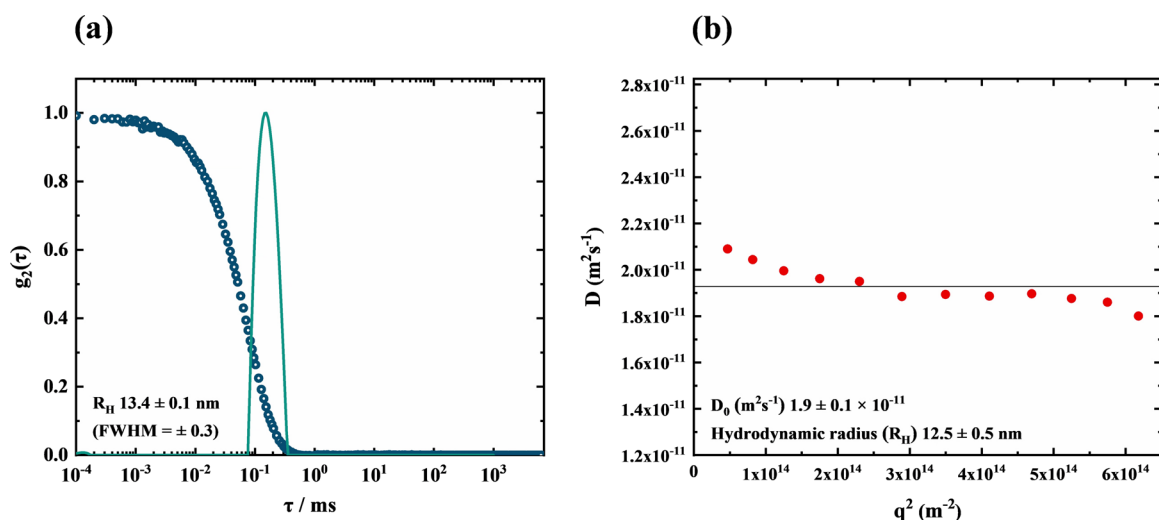 (a)
1.0
0.8
0.6
0.4
0.2
0.0
g₂(τ)
R_H 13.4 ± 0.1 nm
(FWHM = ± 0.3)
10⁻⁴ 10⁻³ 10⁻² 10⁻¹ 10⁰ 10¹ 10² 10³
τ / ms
(b)
2.8x10⁻¹¹
2.6x10⁻¹¹
2.4x10⁻¹¹
2.2x10⁻¹¹
2.0x10⁻¹¹
1.8x10⁻¹¹
1.6x10⁻¹¹
1.4x10⁻¹¹
1.2x10⁻¹¹
D (m²s⁻¹)
D₀ (m²s⁻¹) 1.9 ± 0.1 × 10⁻¹¹
Hydrodynamic radius (R_H) 12.5 ± 0.5 nm
0 1x10¹⁴ 2x10¹⁴ 3x10¹⁴ 4x10¹⁴ 5x10¹⁴ 6x10¹⁴
q² (m⁻²)